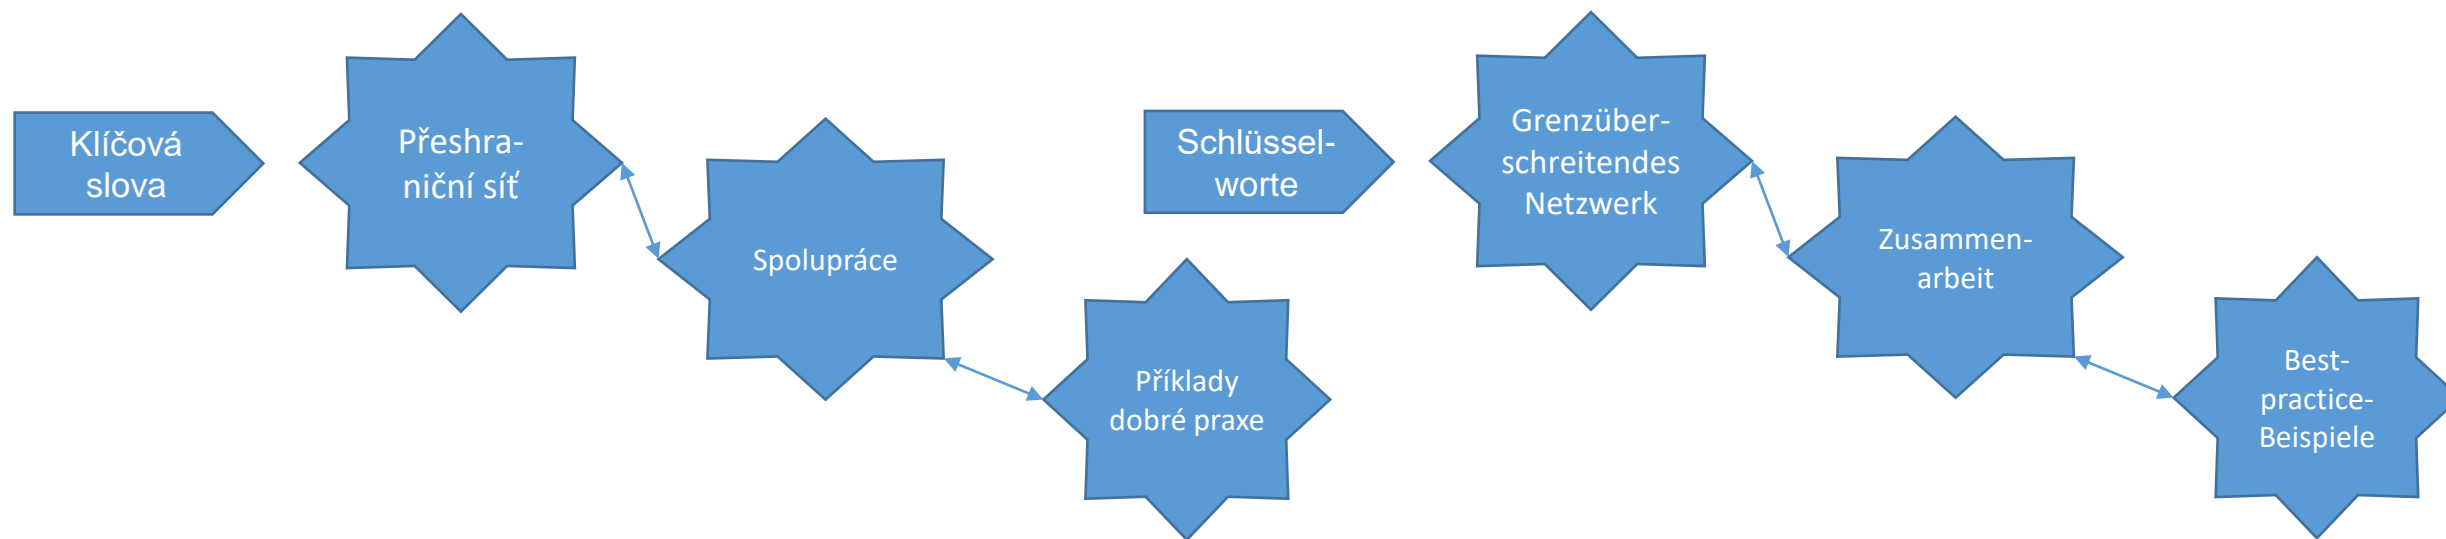 Klíčová
slova
Přeshra-
niční síť
Spolupráce
Příklady
dobré praxe
Schlüssel-
worte
Grenzüber-
schreitendes
Netzwerk
Zusammen-
arbeit
Best-
practice-
Beispiele